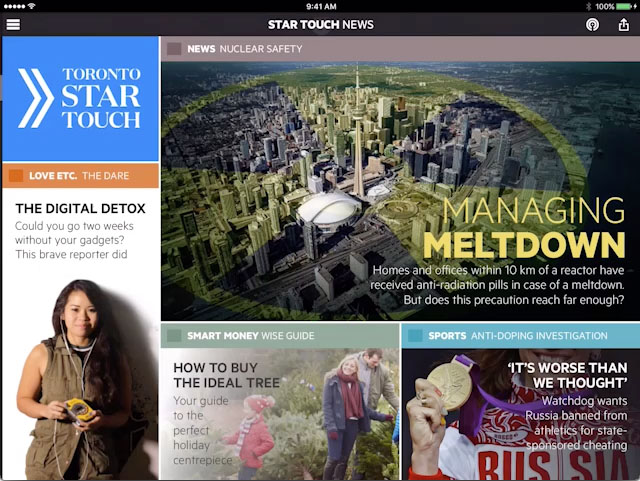 9:41 AM
100%
STAR TOUCH NEWS
TORONTO
STAR
TOUCH
NEWS NUCLEAR SAFETY
MANAGING
MELTDOWN
Homes and offices within 10 km of a reactor have
received anti-radiation pills in case of a meltdown.
But does this precaution reach far enough?
LOVE ETC. THE DARE
THE DIGITAL DETOX
Could you go two weeks
without your gadgets?
This brave reporter did
SMART MONEY WISE GUIDE
HOW TO BUY
THE IDEAL TREE
Your guide
to the
perfect
holiday
centrepiece
SPORTS ANTI-DOPING INVESTIGATION
‘IT’S WORSE THAN
WE THOUGHT’
Watchdog wants
Russia banned from
athletics for state-
sponsored cheating
RUSSIA